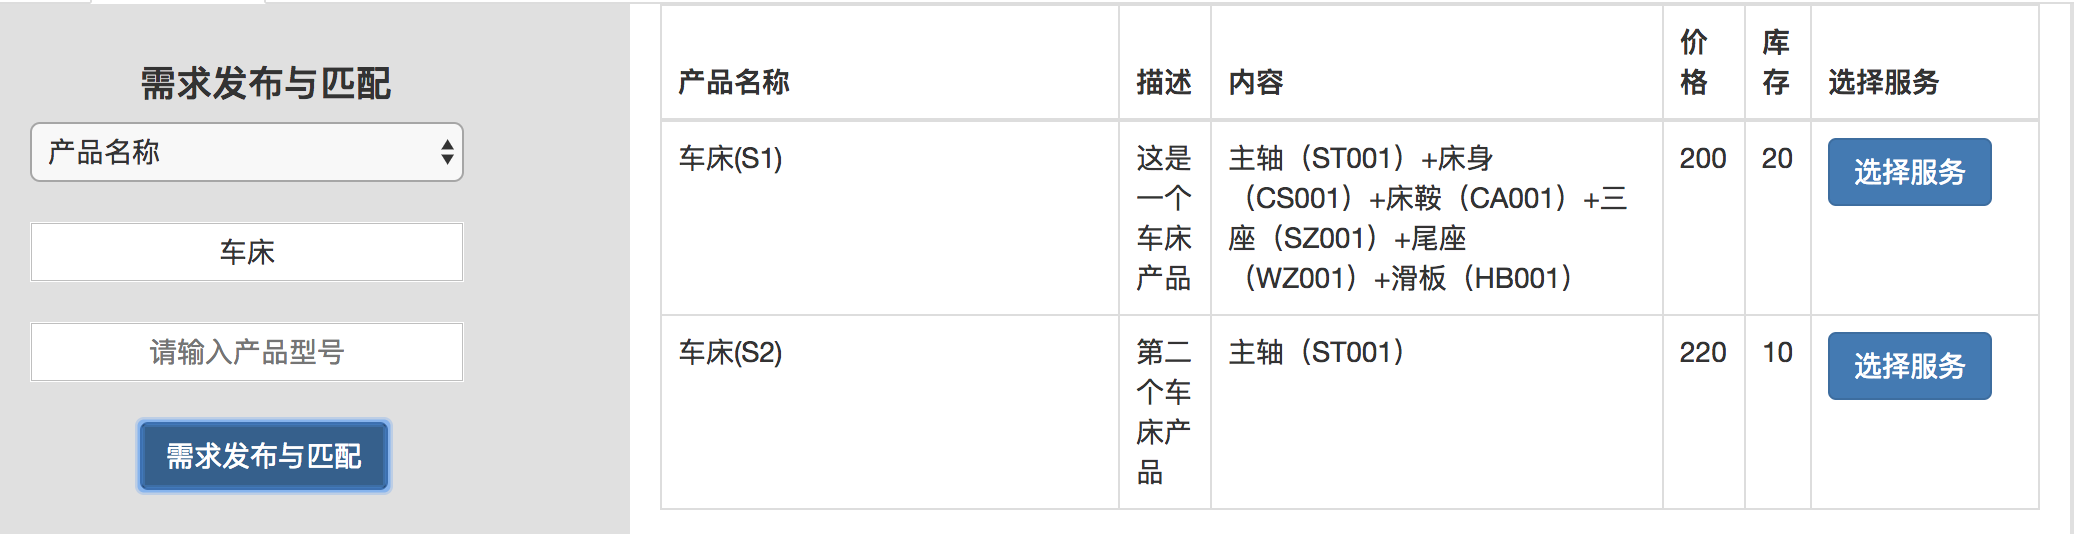 需求发布与匹配
产品名称
车床
请输入产品型号
需求发布与匹配
产品名称
描述
内容
价
格
库
存
选择服务
车床(S1)
这是
一个
车床
产品
主轴（ST001）+床身
（CS001）+床鞍（CA001）+三
座（SZ001）+尾座
（WZ001）+滑板（HB001）
200
20
选择服务
车床(S2)
第二
个车
床产
品
主轴（ST001）
220
10
选择服务